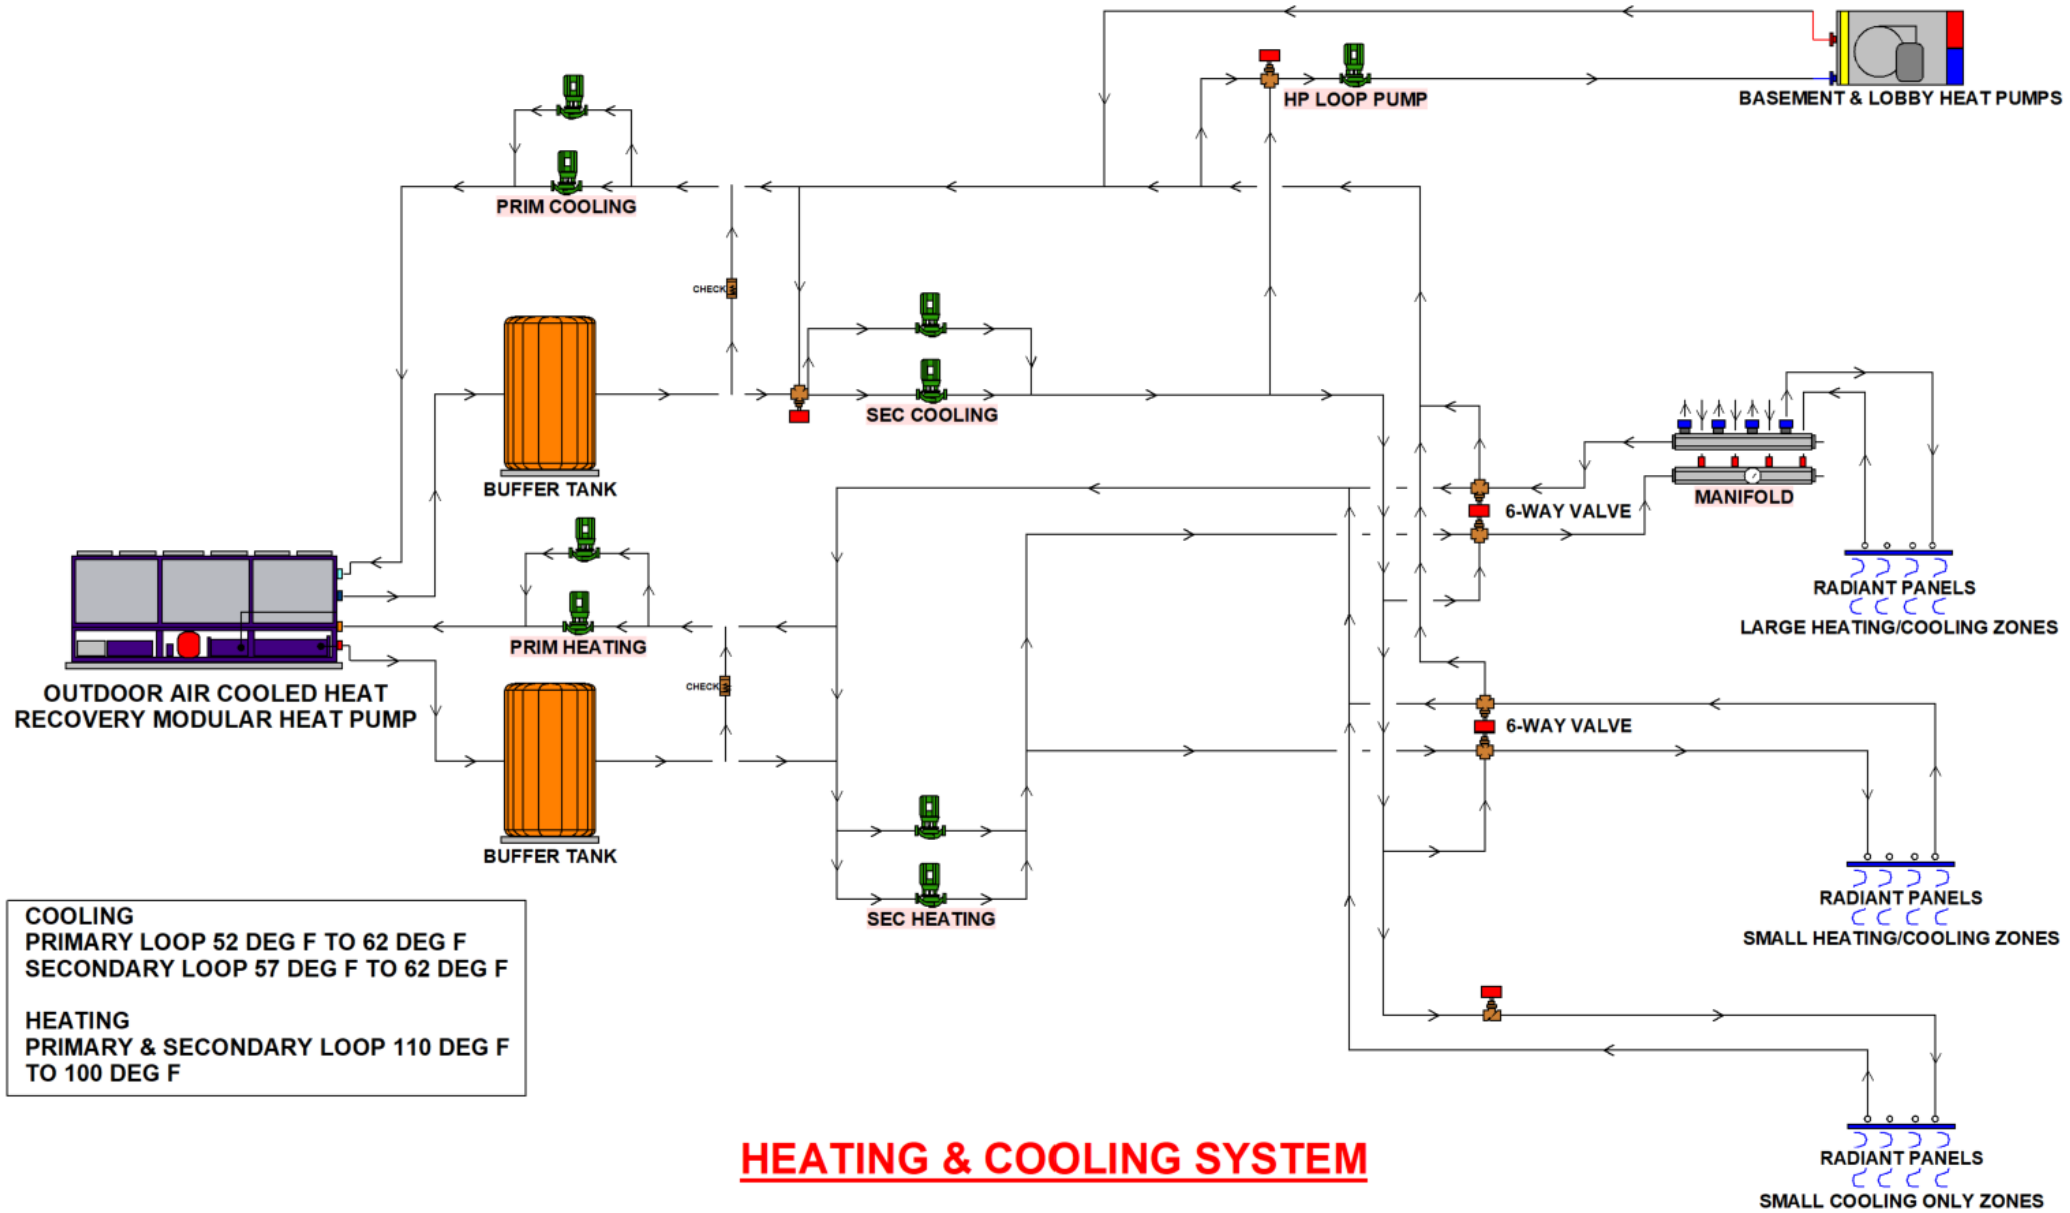 HP LOOP PUMP
BASEMENT & LOBBY HEAT PUMPS
PRIM COOLING
CHECK
SEC COOLING
BUFFER TANK
MANIFOLD
6-WAY VALVE
RADIANT PANELS
LARGE HEATING/COOLING ZONES
PRIM HEATING
CHECK
OUTDOOR AIR COOLED HEAT
RECOVERY MODULAR HEAT PUMP
6-WAY VALVE
BUFFER TANK
SEC HEATING
RADIANT PANELS
SMALL HEATING/COOLING ZONES
COOLING
PRIMARY LOOP 52 DEG F TO 62 DEG F
SECONDARY LOOP 57 DEG F TO 62 DEG F
HEATING
PRIMARY & SECONDARY LOOP 110 DEG F
TO 100 DEG F
HEATING & COOLING SYSTEM
RADIANT PANELS
SMALL COOLING ONLY ZONES